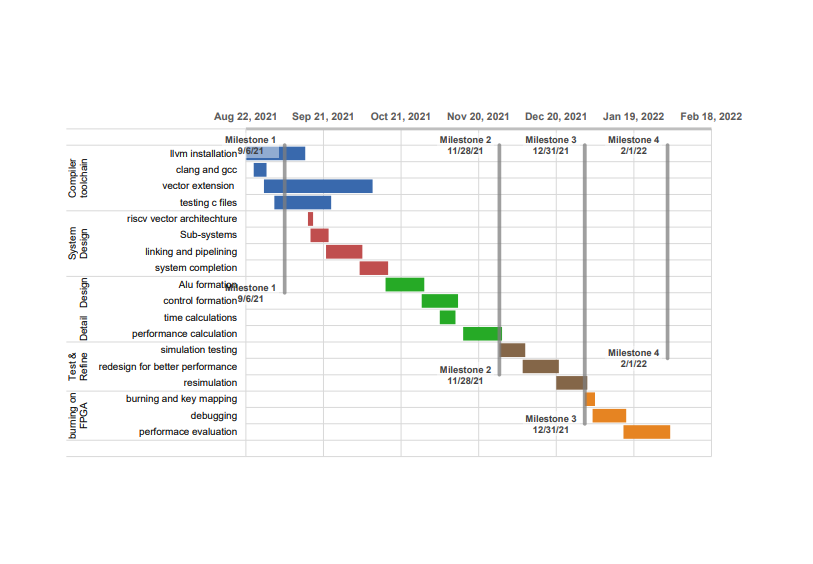 Aug 22, 2021 Sep 21, 2021 Oct 21, 2021 Nov 20, 2021 Dec 20, 2021 Jan 19, 2022 Feb 18, 2022
Milestone 1 Milestone 2 Milestone 3 Milestone 4
9/6/21 11/28/21 12/31/21 2/1/22
Compiler
toolchain
llvm installation
clang and gcc
vector extension
testing c files
System
Design
riscv vector architechture
Sub-systems
linking and pipelining
system completion
Detail Design
Alu formation
Milestone 1
9/6/21
control formation
time calculations
performance calculation
Test &
Refine
simulation testing
Milestone 4
2/1/22
redesign for better performance
Milestone 2
11/28/21
resimulation
burning on
FPGA
burning and key mapping
debugging
Milestone 3
12/31/21
performace evaluation